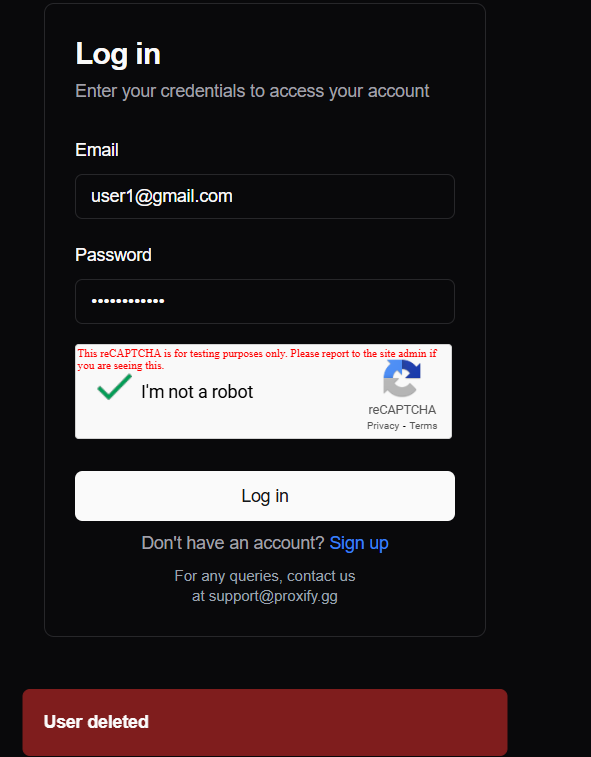 Log in
Enter your credentials to access your account
Email
user1@gmail.com
Password
••••••••••••
This reCAPTCHA is for testing purposes only. Please report to the site admin if
you are seeing this.
I'm not a robot
reCAPTCHA
Privacy - Terms
Log in
Don't have an account? Sign up
For any queries, contact us
at support@proxify.gg
User deleted